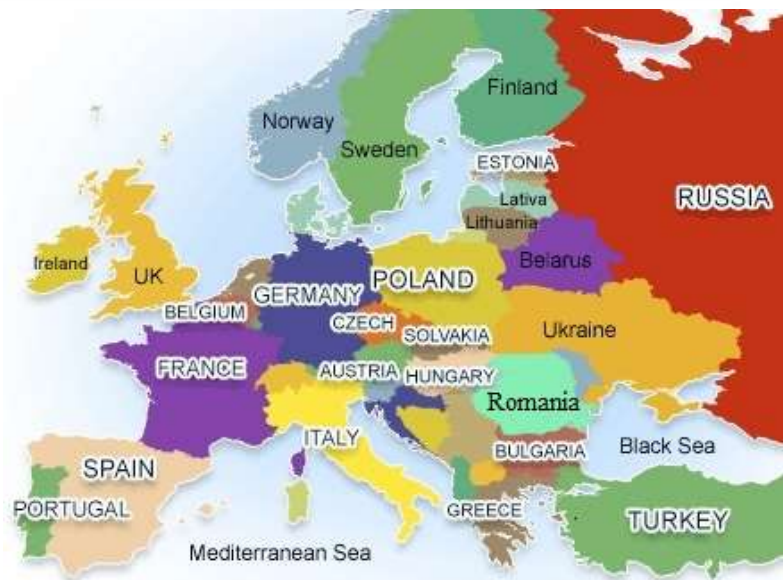 Finland
Norway
Sweden
ESTONIA
RUSSIA
Lativa
Lithuania
Ireland
UK
Belarus
GERMANY
POLAND
BELGIUM
CZECH
Ukraine
SOLVAKIA
FRANCE
AUSTRIA
HUNGARY
Romania
ITALY
Black Sea
BULGARIA
SPAIN
PORTUGAL
GREECE
TURKEY
Mediterranean Sea